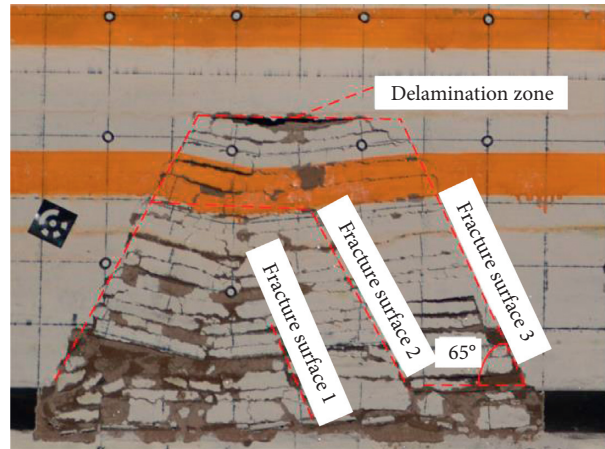 Delamination zone
Fracture surface 1
Fracture surface 2
Fracture surface 3
65°